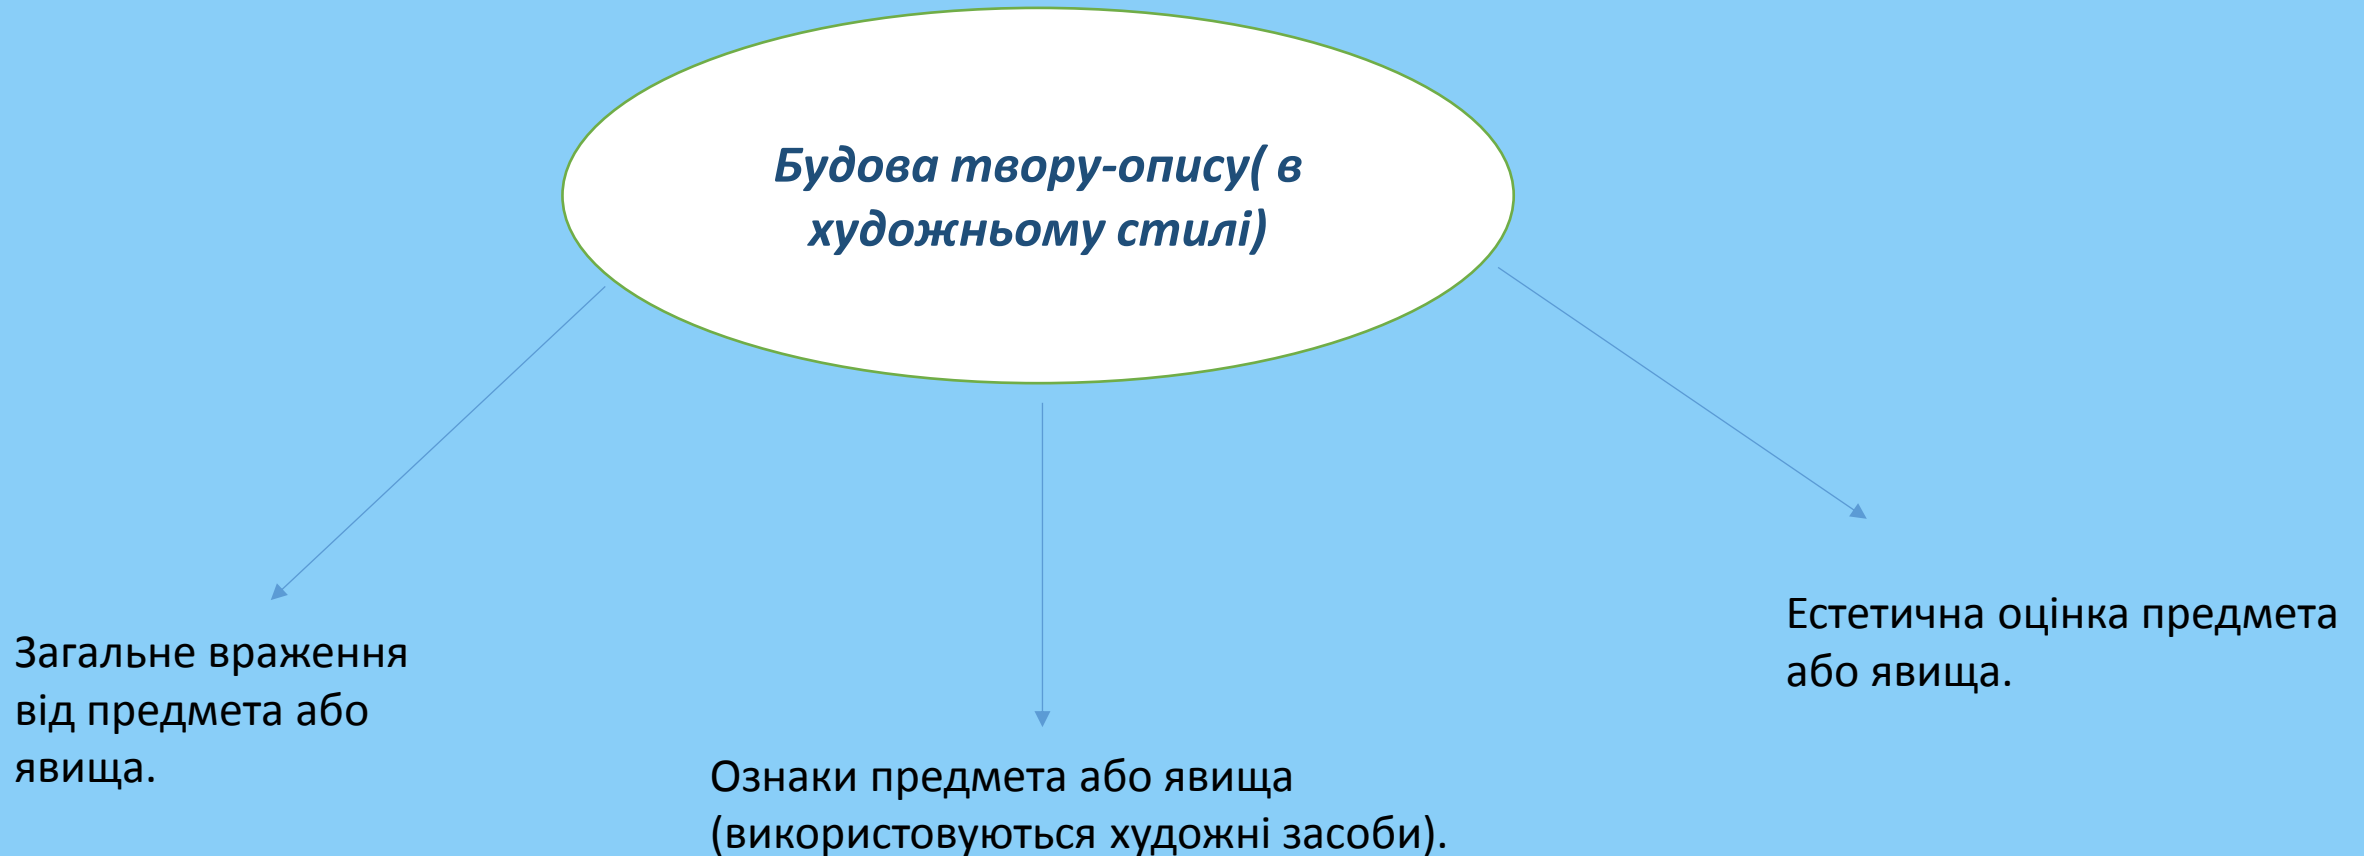 Будова твору-опису( в
художньому стилі)
Загальне враження
від предмета або
явища.
Ознаки предмета або явища
(використовуються художні засоби).
Естетична оцінка предмета
або явища.